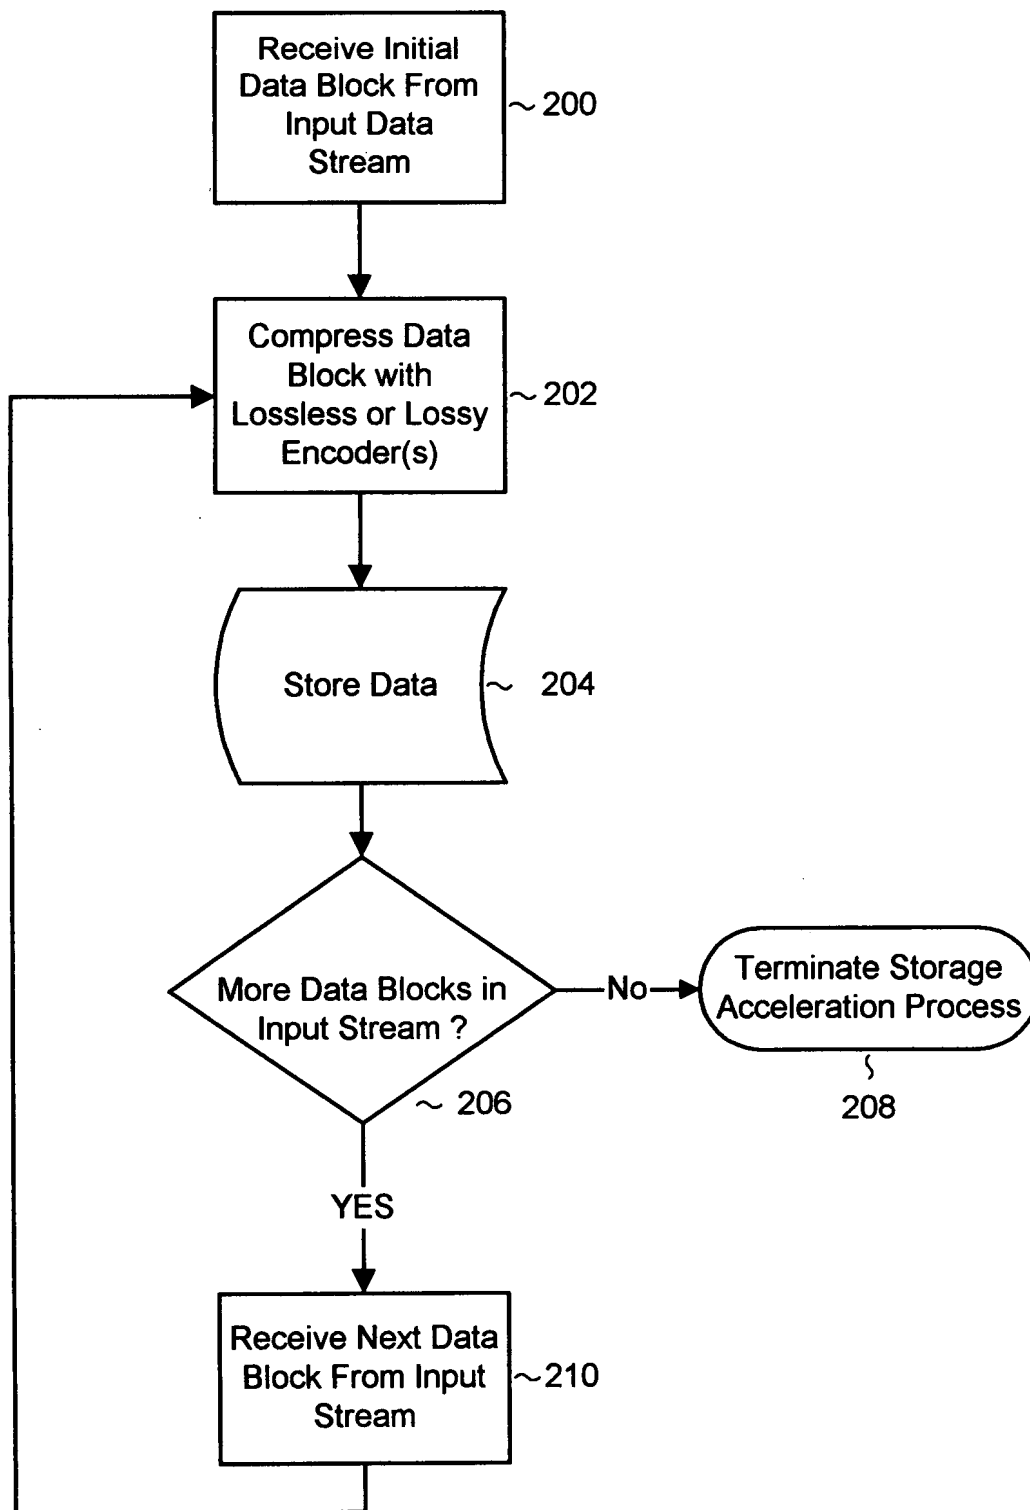 Receive Initial
Data Block From
Input Data
Stream
200
Compress Data
Block with
Lossless or Lossy
Encoder(s)
202
Store Data
204
More Data Blocks in
Input Stream ?
206
No
Terminate Storage
Acceleration Process
208
YES
Receive Next Data
Block From Input
Stream
210